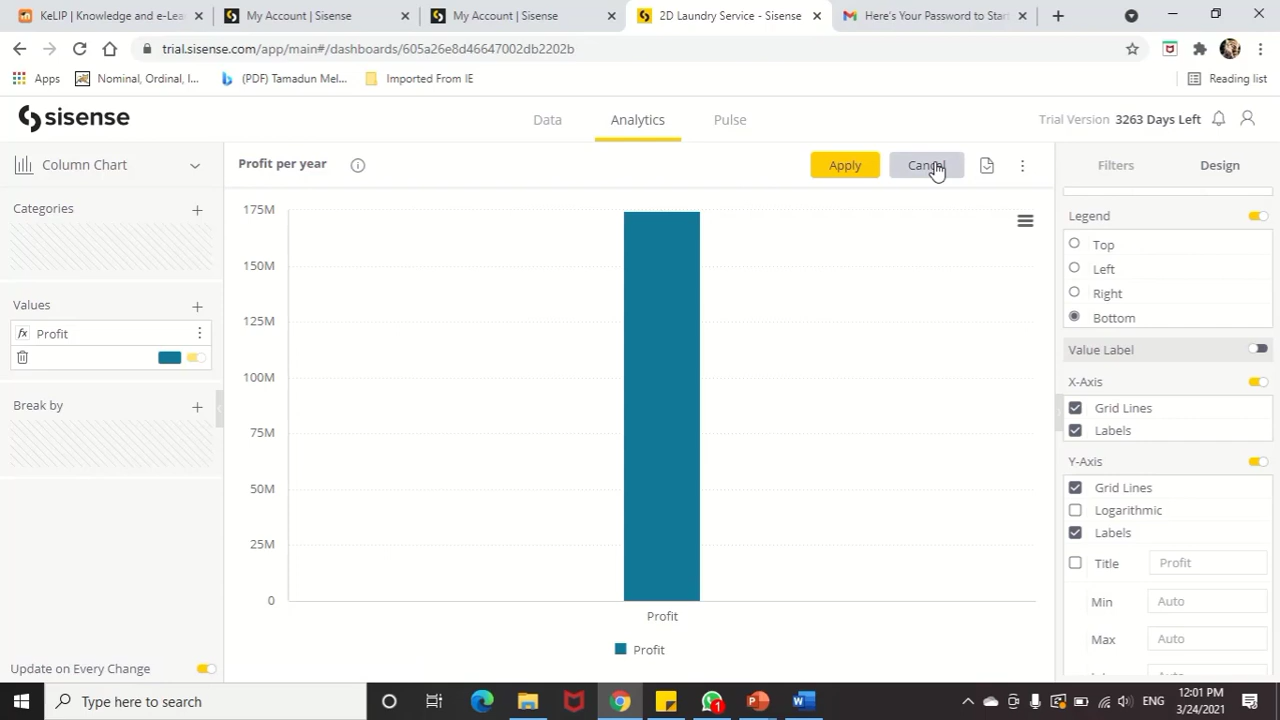 KeLIP | Knowledge and e-Lea
My Account | Sisense
My Account | Sisense
2D Laundry Service - Sisense
Here's Your Password to Star
trial.sisense.com/app/main#/dashboards/605a26e8d46647002db2202b
Apps
Nominal, Ordinal, I...
(PDF) Tamadun Mel...
Imported From IE
Reading list
sisense
Data
Analytics
Pulse
Trial Version 3263 Days Left
Column Chart
Profit per year
Apply
Cancel
Filters
Design
Categories
Values
fx Profit
Break by
Update on Every Change
175M
150M
125M
100M
75M
50M
25M
0
Profit
Profit
Legend
Top
Left
Right
Bottom
Value Label
X-Axis
Grid Lines
Labels
Y-Axis
Grid Lines
Logarithmic
Labels
Title Profit
Min Auto
Max Auto
Type here to search
1
ENG
12:01 PM
3/24/2021